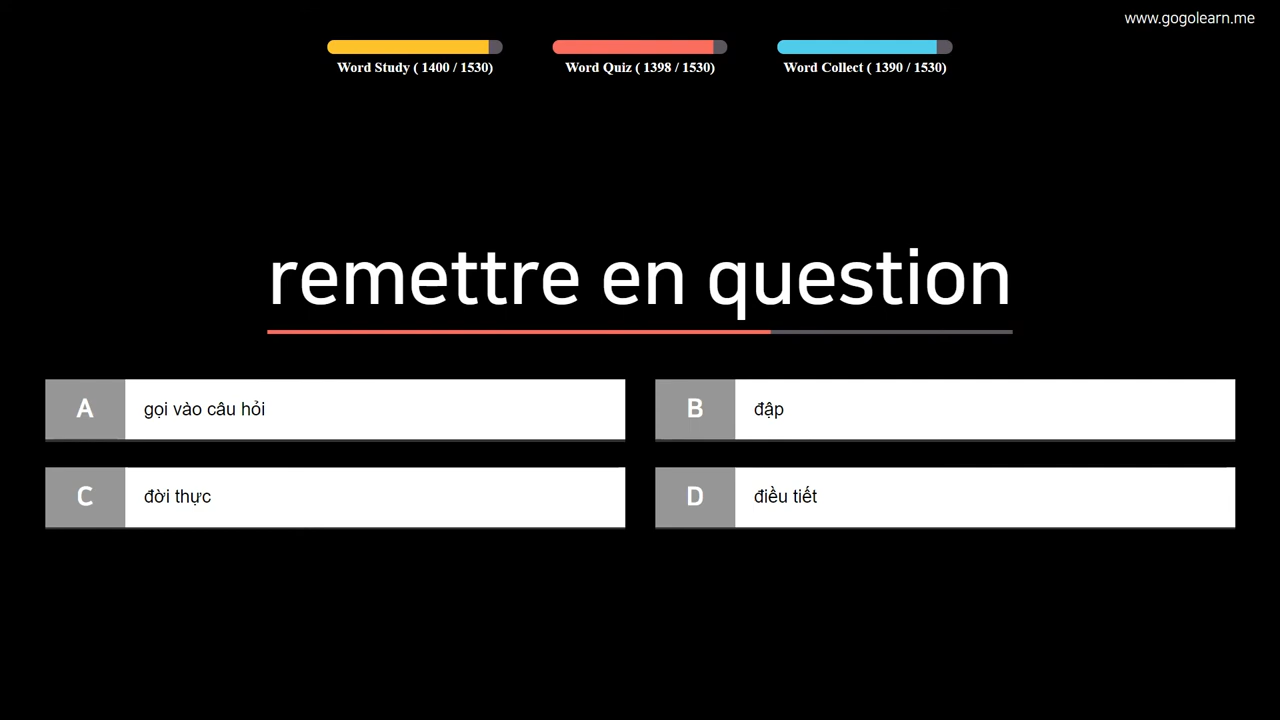 www.gogolearn.me
Word Study ( 1400 / 1530) Word Quiz ( 1398 / 1530) Word Collect ( 1390 / 1530)
remettre en question
A gọi vào câu hỏi
B đập
C đời thực
D điều tiết